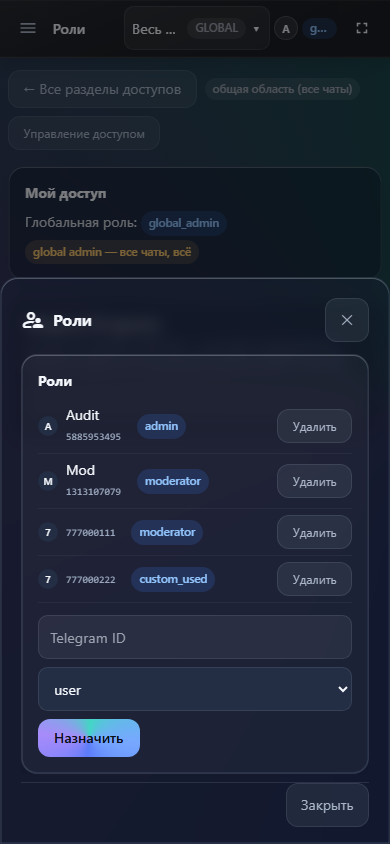 Роли
Весь ... GLOBAL ▾ A g...
← Все разделы доступов
общая область (все чаты)
Управление доступом
Мой доступ
Глобальная роль: global_admin
global admin — все чаты, всё
Роли
Роли
A Audit 5885953495 admin Удалить
M Mod 1313107079 moderator Удалить
7 777000111 moderator Удалить
7 777000222 custom_used Удалить
Telegram ID
user
Назначить
Закрыть